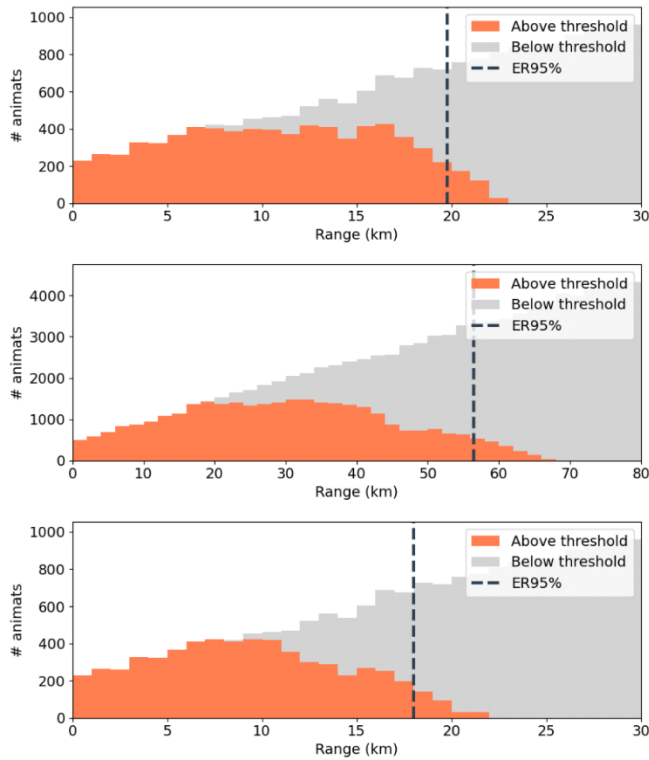 1000
800
600
400
200
0
# animats
Above threshold
Below threshold
ER95%
0 5 10 15 20 25 30
Range (km)
4000
3000
2000
1000
0
# animats
Above threshold
Below threshold
ER95%
0 10 20 30 40 50 60 70 80
Range (km)
1000
800
600
400
200
0
# animats
Above threshold
Below threshold
ER95%
0 5 10 15 20 25 30
Range (km)